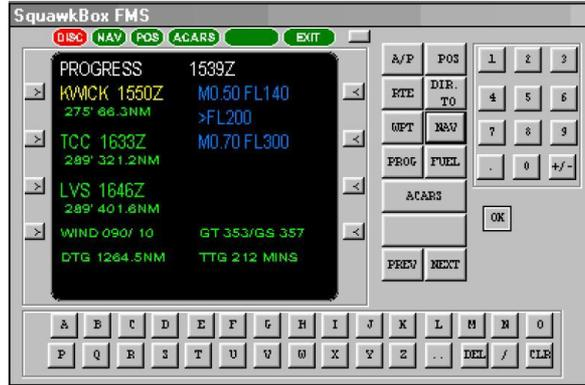 SquawkBox FMS
DISC NAV POS ACARS EXIT
PROGRESS 1539Z
KWICK 1550Z M0.50 FL140
275' 66.3NM
>FL200
TCC 1633Z M0.70 FL300
289' 321.2NM
LVS 1646Z
289' 401.6NM
WIND 090/ 10 GT 353/GS 357
DTG 1264.5NM TTG 212 MINS
A/P POS
RTE DIR. TO
WPT NAV
PROG FUEL
ACARS
PREV NEXT
1 2 3
4 5 6
7 8 9
. 0 +/-
OK
A B C D E F G H I J K L M N O
P Q R S T U V W X Y Z .. DEL / CLR